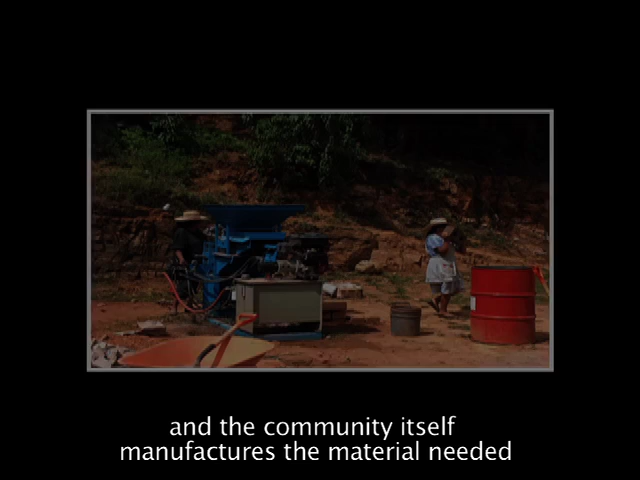 and the community itself
manufactures the material needed